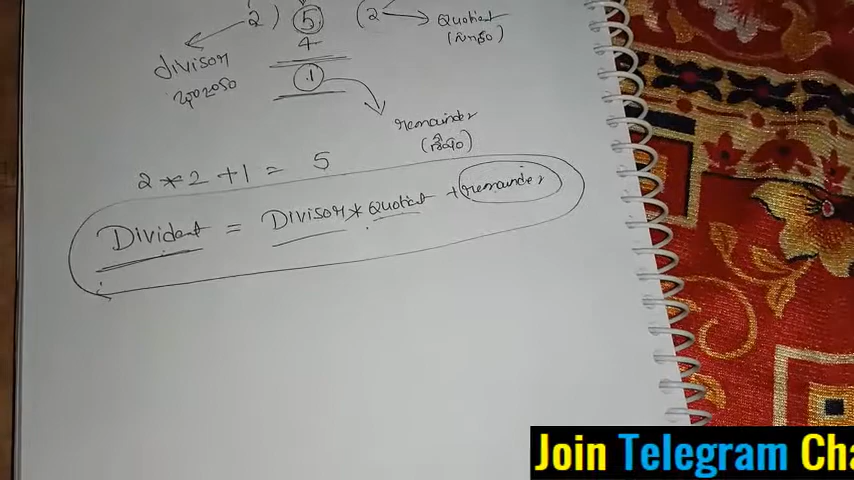 2 ) 5 ( 2 → Quotient
divisor 4 (ಭಾಗಲಬ್ಧ)
1
remainder
2 * 2 + 1 = 5
Divident = Divisor * Quotient + remainder
Join Telegram Cha